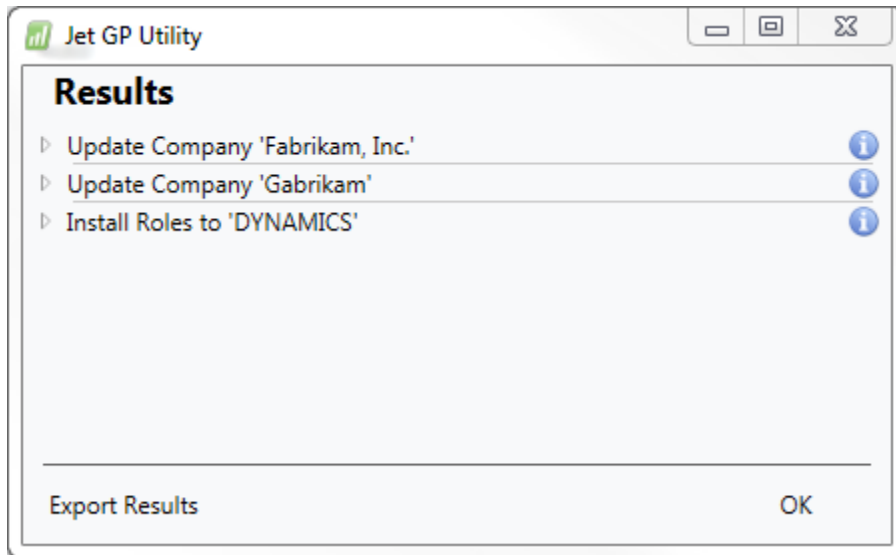 Jet GP Utility
Results
Update Company 'Fabrikam, Inc.'
Update Company 'Gabrikam'
Install Roles to 'DYNAMICS'
Export Results OK